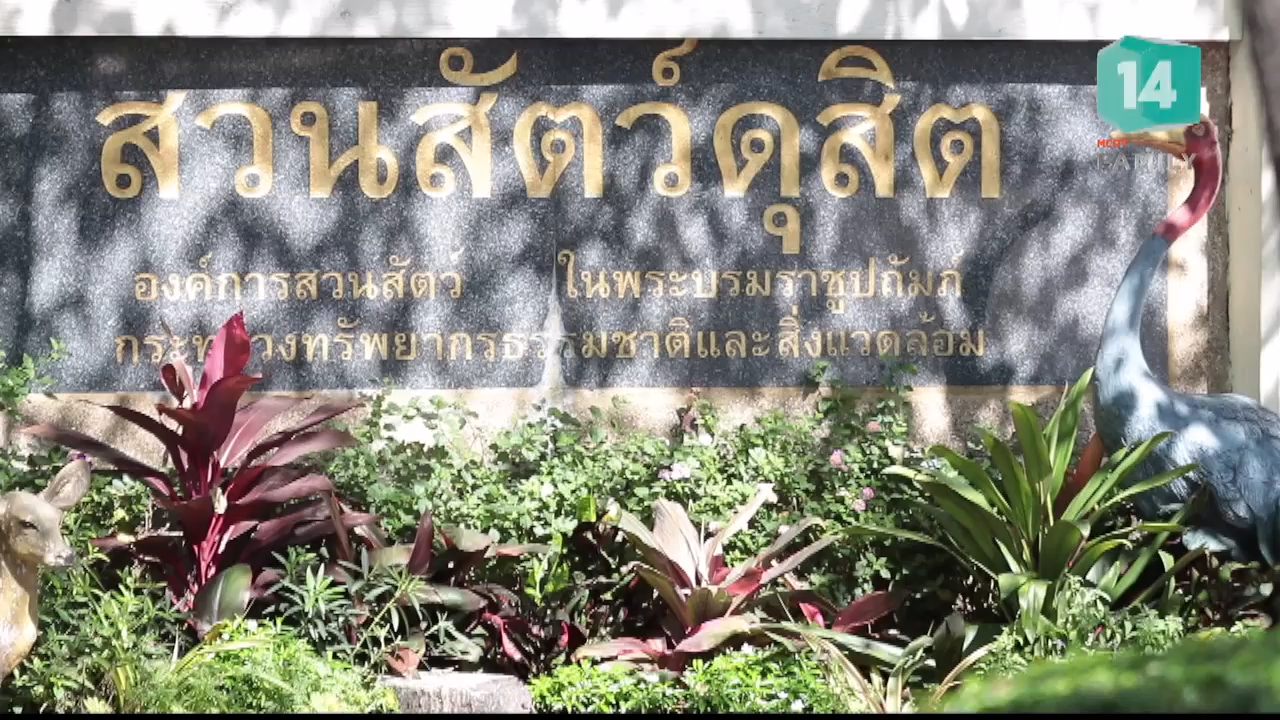 สวนสัตว์ดุสิต
องค์การสวนสัตว์ ในพระบรมราชูปถัมภ์
กระทรวงทรัพยากรธรรมชาติและสิ่งแวดล้อม
14
MCOT
FAMILY